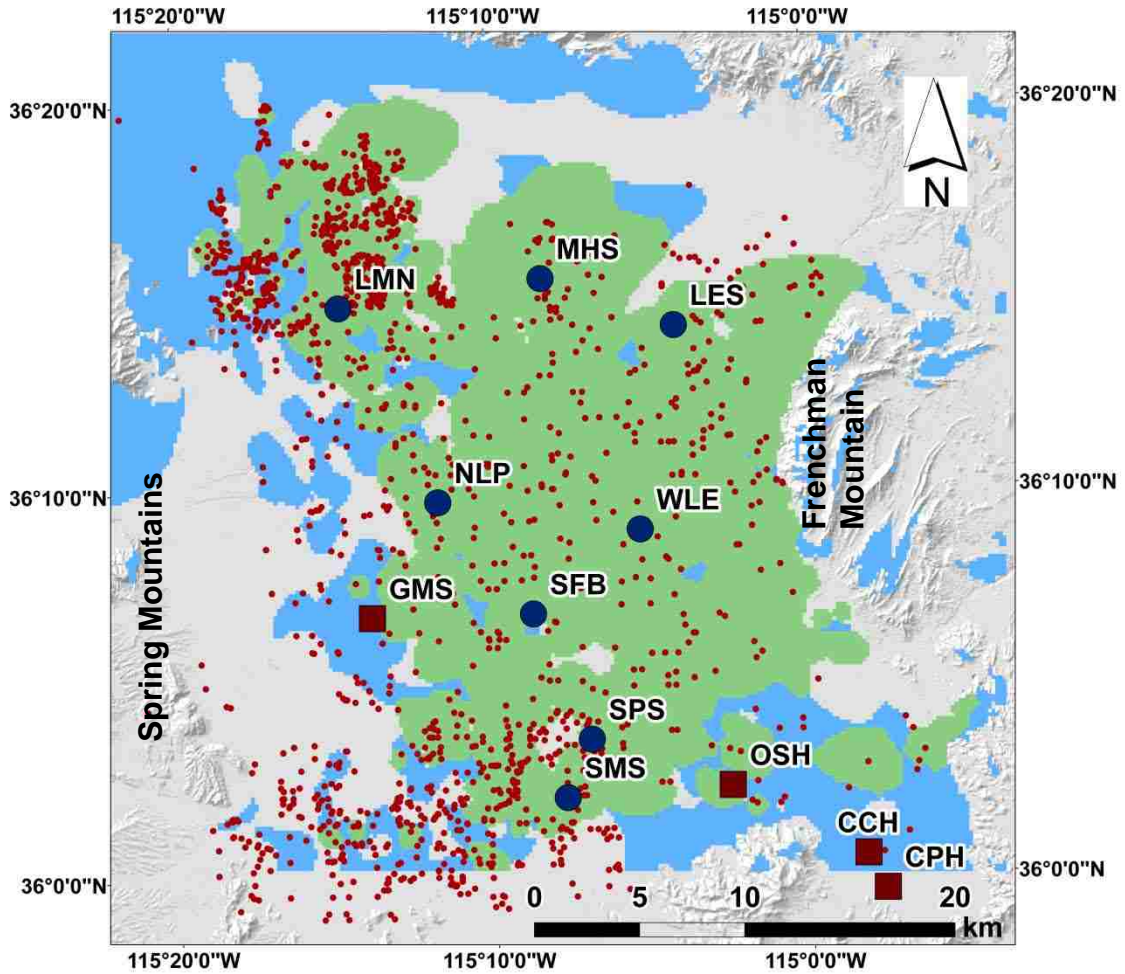 115°20'0"W 115°10'0"W 115°0'0"W
36°20'0"N 36°20'0"N
N
MHS
LMN
LES
Frenchman
Mountain
NLP
36°10'0"N 36°10'0"N
WLE
Spring Mountains
GMS
SFB
SPS
OSH
SMS
CCH
CPH
36°0'0"N 36°0'0"N
0 5 10 20
km
115°20'0"W 115°10'0"W 115°0'0"W